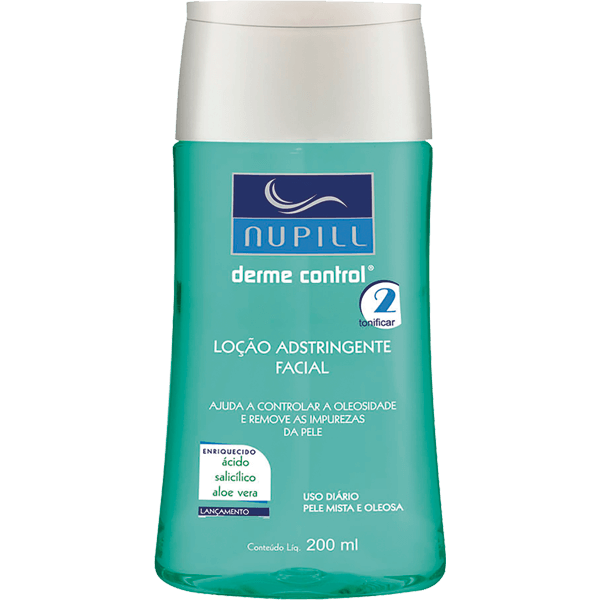 NUPILL
derme control®
2
tonificar
LOÇÃO ADSTRINGENTE
FACIAL
AJUDA A CONTROLAR A OLEOSIDADE
E REMOVE AS IMPUREZAS
DA PELE
ENRIQUECIDO
ácido
salicílico
aloe vera
LANÇAMENTO
USO DIÁRIO
PELE MISTA E OLEOSA
Conteúdo Líq. 200 ml